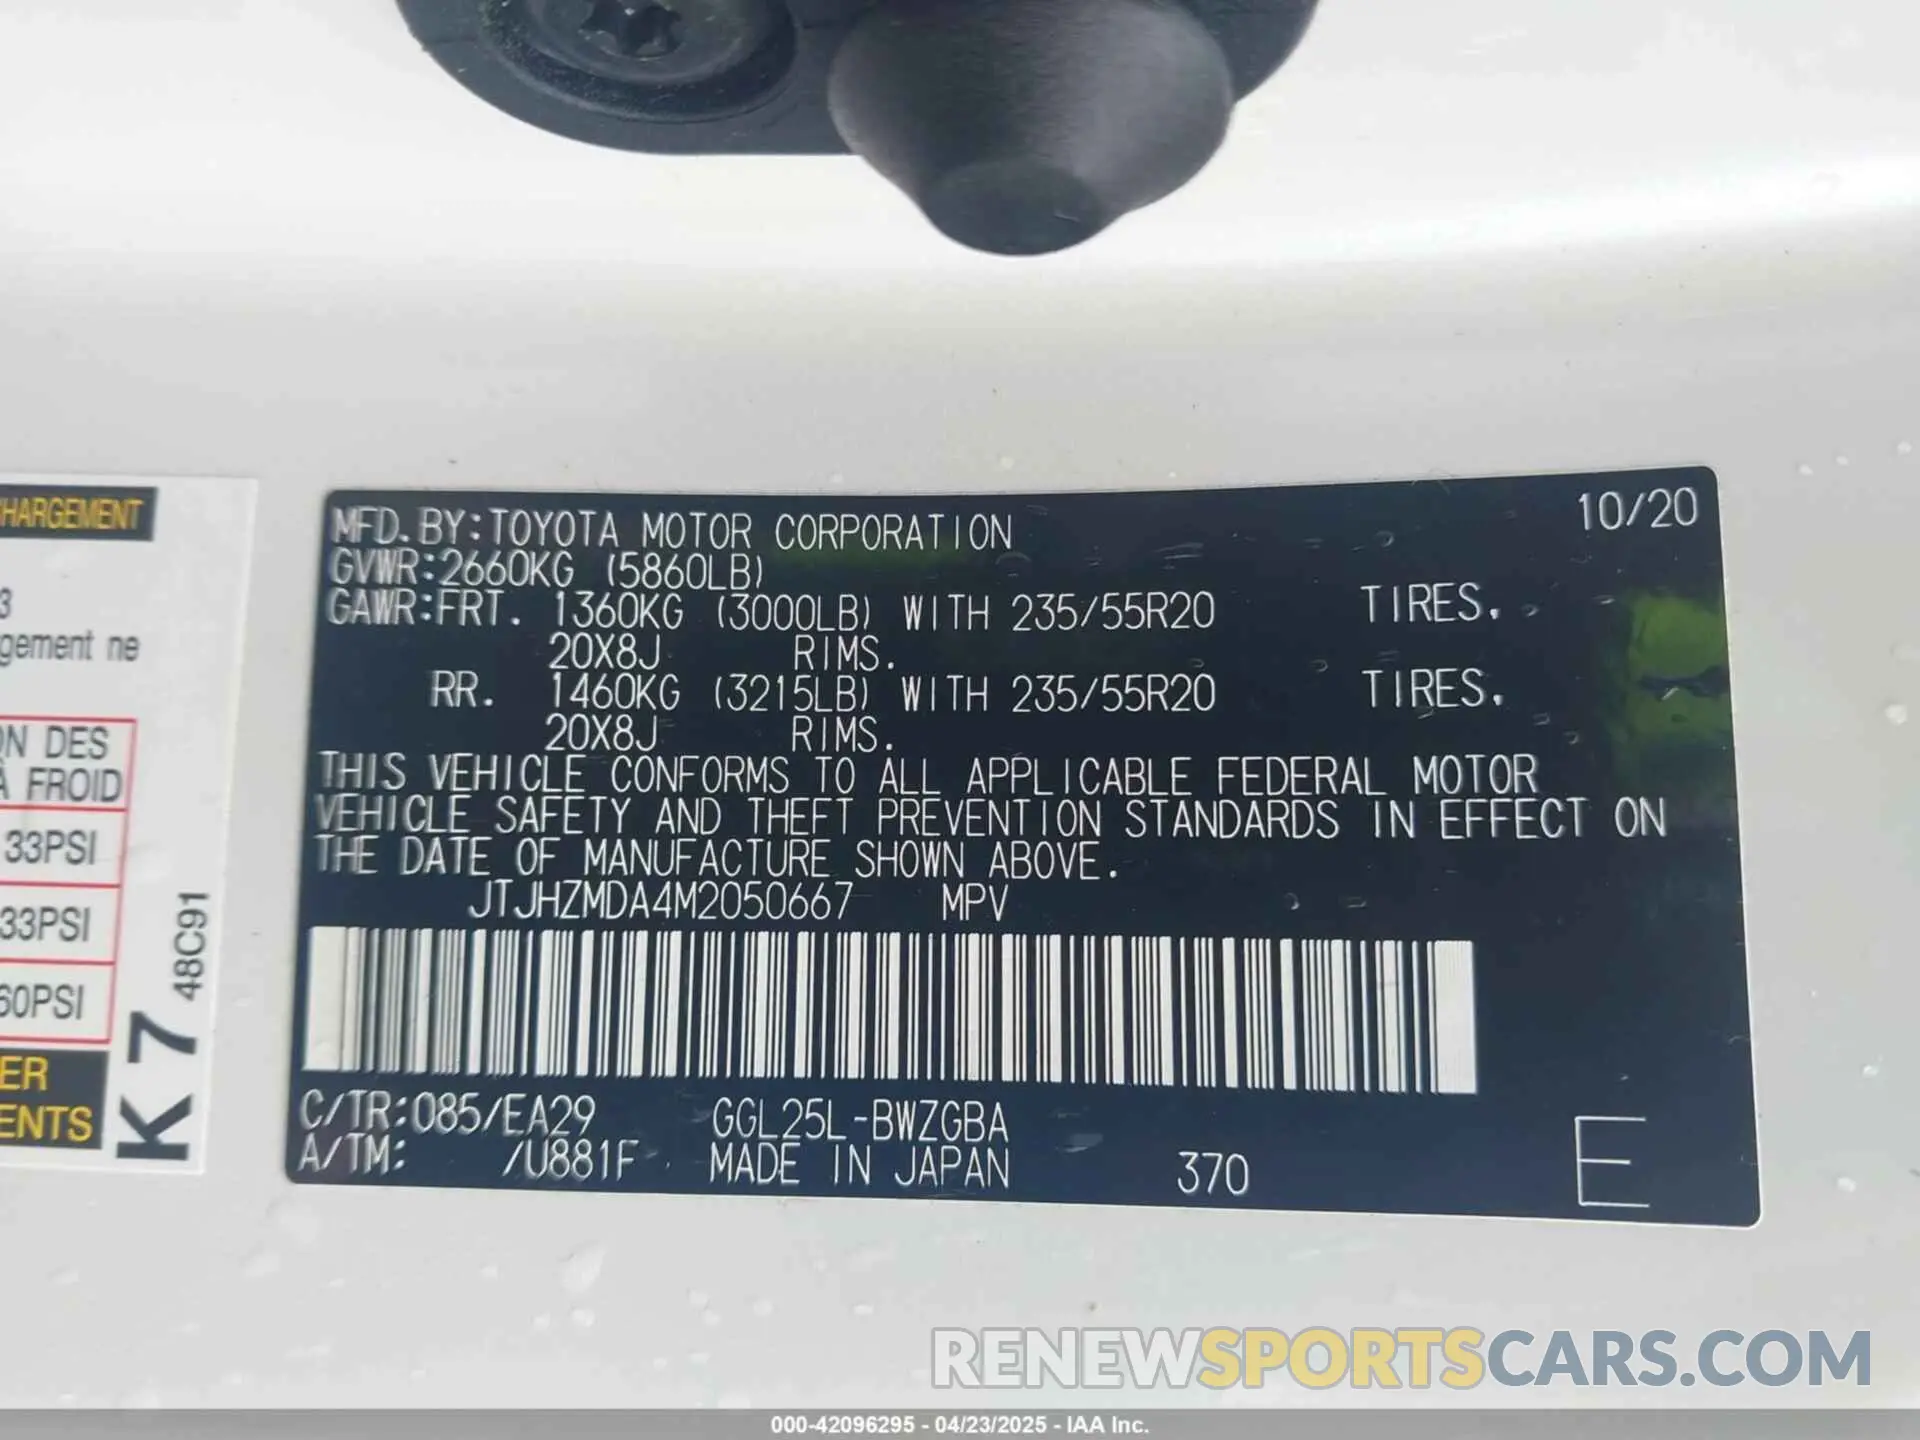 HARGEMENT
3
gement ne
ON DES
À FROID
33PSI
33PSI
60PSI
ER
ENTS
K7
48C91
MFD. BY:TOYOTA MOTOR CORPORATION 10/20
GVWR:2660KG (5860LB)
GAWR:FRT. 1360KG (3000LB) WITH 235/55R20 TIRES.
20X8J RIMS.
RR. 1460KG (3215LB) WITH 235/55R20 TIRES.
20X8J RIMS.
THIS VEHICLE CONFORMS TO ALL APPLICABLE FEDERAL MOTOR
VEHICLE SAFETY AND THEFT PREVENTION STANDARDS IN EFFECT ON
THE DATE OF MANUFACTURE SHOWN ABOVE.
JTJHZMDA4M2050667 MPV
C/TR:085/EA29 GGL25L-BWZGBA
A/TM: /U881F MADE IN JAPAN 370 E
RENEWSPORTSCARS.COM
000-42096295 - 04/23/2025 - IAA Inc.